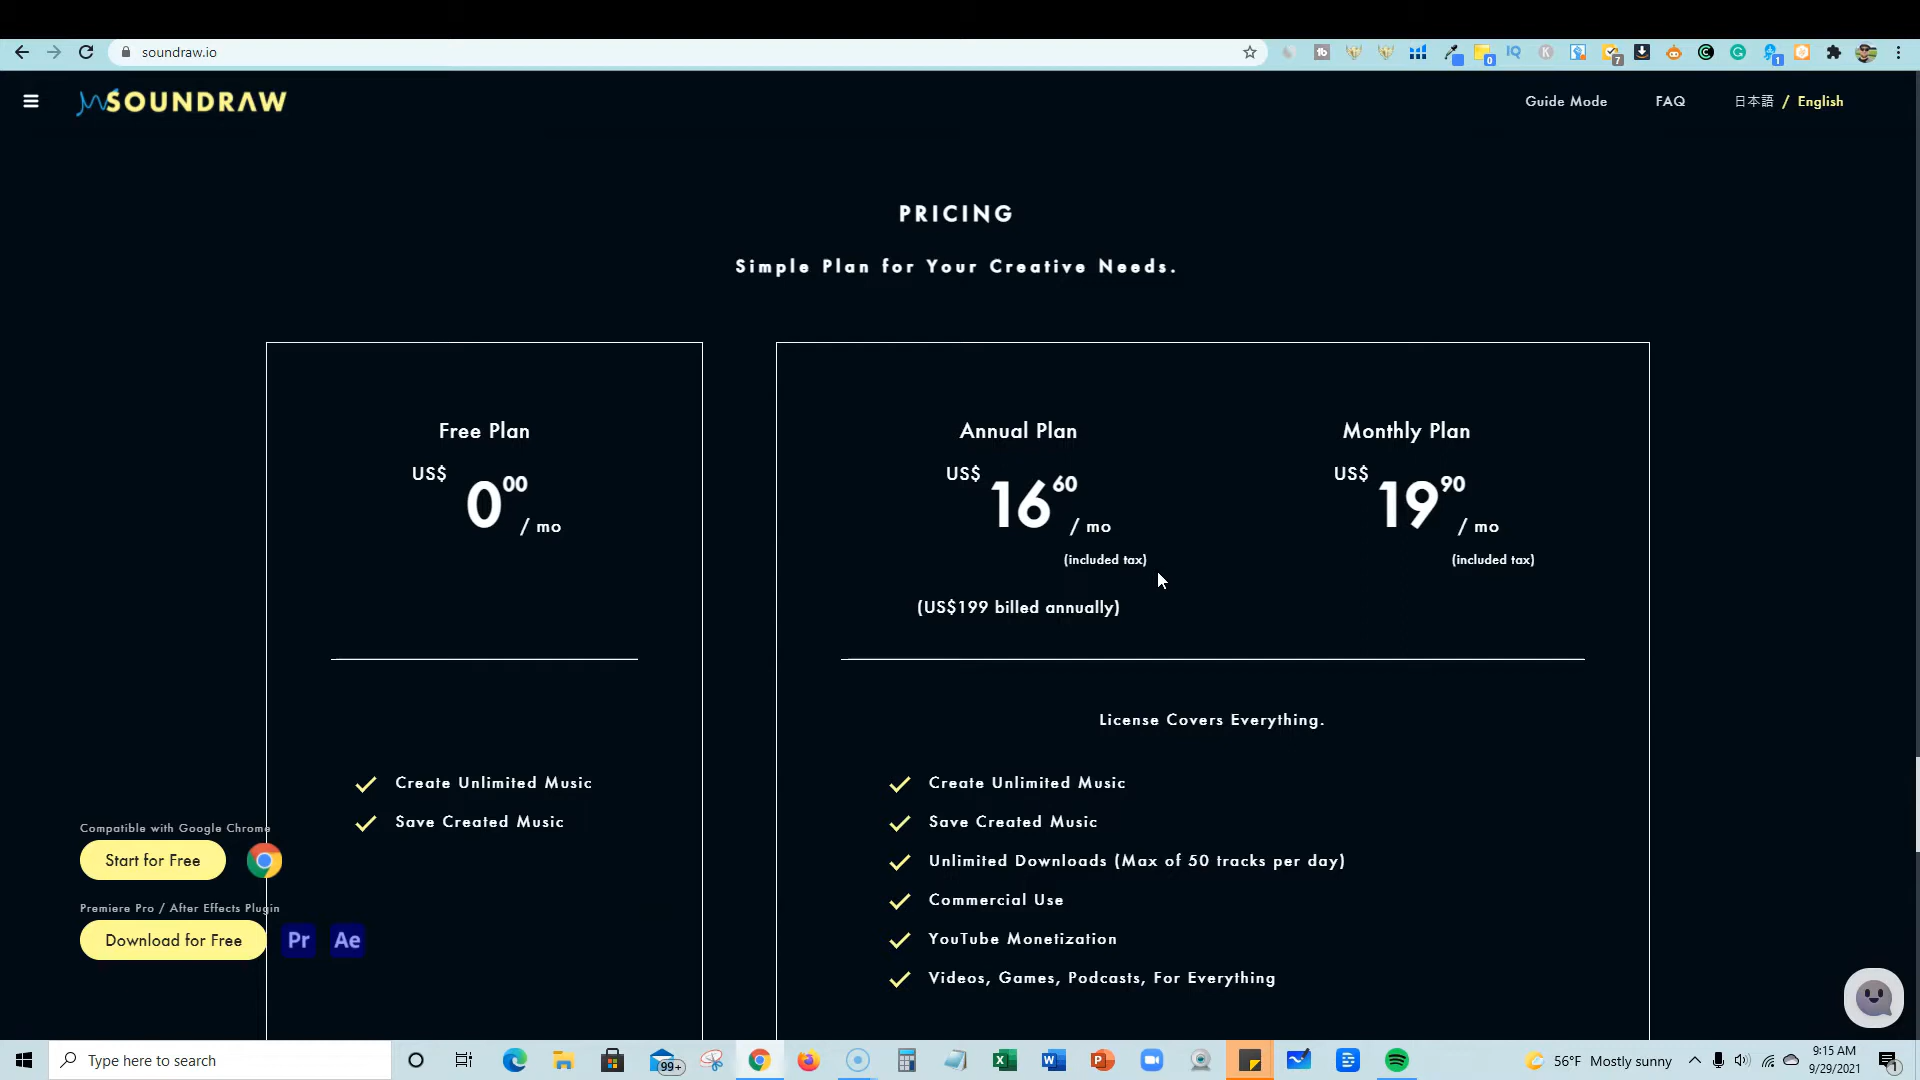 soundraw.io
SOUNDRAW
Guide Mode
FAQ
日本語 / English
PRICING
Simple Plan for Your Creative Needs.
Free Plan
US$ 0 00 / mo
Annual Plan
US$ 16 60 / mo
(included tax)
(US$199 billed annually)
Monthly Plan
US$ 19 90 / mo
(included tax)
Create Unlimited Music
Save Created Music
License Covers Everything.
Create Unlimited Music
Save Created Music
Unlimited Downloads (Max of 50 tracks per day)
Commercial Use
YouTube Monetization
Videos, Games, Podcasts, For Everything
Compatible with Google Chrome
Start for Free
Premiere Pro / After Effects Plugin
Download for Free
Pr
Ae
Type here to search
99+
56°F Mostly sunny
9:15 AM
9/29/2021